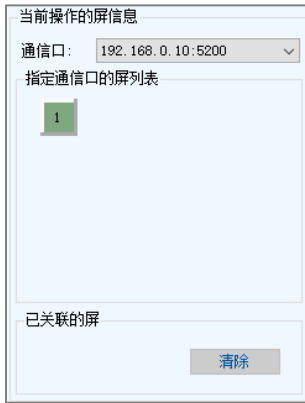 当前操作的屏信息
通信口: 192.168.0.10:5200
指定通信口的屏列表
1
已关联的屏
清除